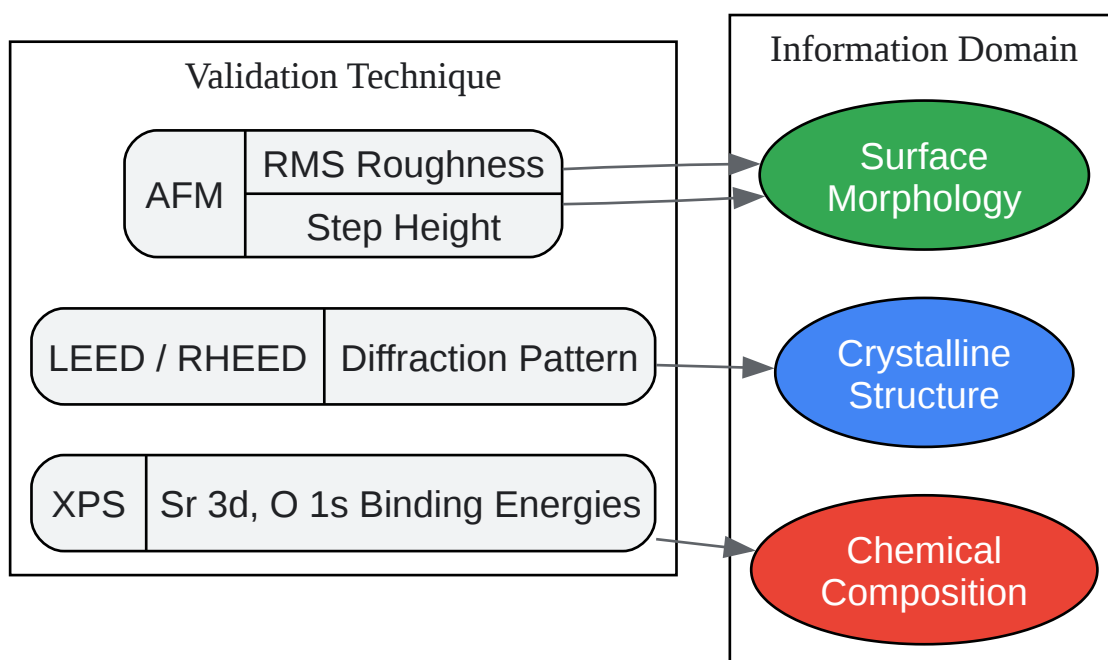 Validation Technique
AFM
RMS Roughness
Step Height
LEED / RHEED
Diffraction Pattern
XPS
Sr 3d, O 1s Binding Energies
Information Domain
Surface
Morphology
Crystalline
Structure
Chemical
Composition